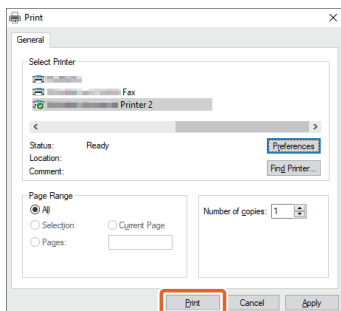 Print
General
Select Printer
Fax
Printer 2
Status: Ready
Preferences
Location:
Comment:
Find Printer...
Page Range
All
Selection Current Page
Pages:
Number of copies: 1
Print Cancel Apply